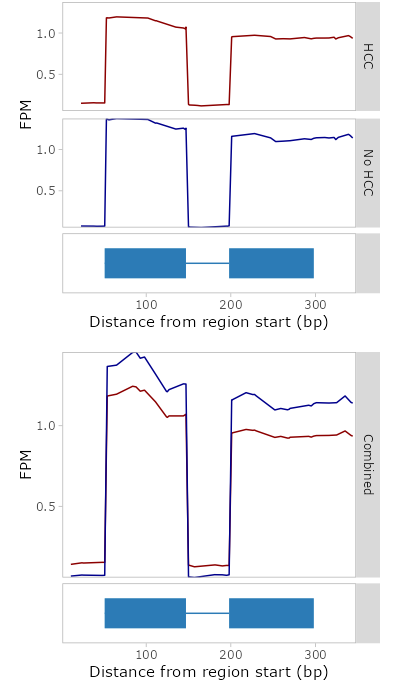 1.0
0.5
HCC
FPM
1.0
0.5
No HCC
100 200 300
Distance from region start (bp)
1.0
0.5
FPM
Combined
100 200 300
Distance from region start (bp)